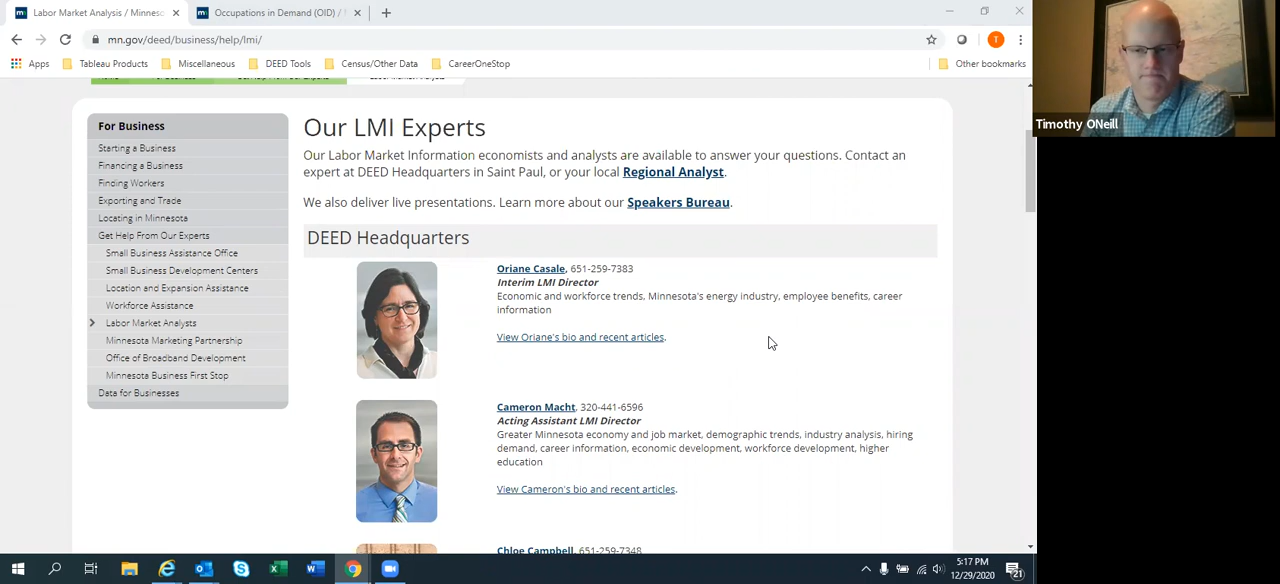 Labor Market Analysis / Minneso
Occupations in Demand (OID) /
mn.gov/deed/business/help/lmi/
T
Apps
Tableau Products
Miscellaneous
DEED Tools
Census/Other Data
CareerOneStop
Other bookmarks
Timothy ONeill
For Business
Starting a Business
Financing a Business
Finding Workers
Exporting and Trade
Locating in Minnesota
Get Help From Our Experts
Small Business Assistance Office
Small Business Development Centers
Location and Expansion Assistance
Workforce Assistance
Labor Market Analysts
Minnesota Marketing Partnership
Office of Broadband Development
Minnesota Business First Stop
Data for Businesses
Our LMI Experts
Our Labor Market Information economists and analysts are available to answer your questions. Contact an
expert at DEED Headquarters in Saint Paul, or your local Regional Analyst.
We also deliver live presentations. Learn more about our Speakers Bureau.
DEED Headquarters
Oriane Casale, 651-259-7383
Interim LMI Director
Economic and workforce trends, Minnesota's energy industry, employee benefits, career
information
View Oriane's bio and recent articles.
Cameron Macht, 320-441-6596
Acting Assistant LMI Director
Greater Minnesota economy and job market, demographic trends, industry analysis, hiring
demand, career information, economic development, workforce development, higher
education
View Cameron's bio and recent articles.
Chloe Campbell, 651-259-7348
5:17 PM
12/29/2020
21